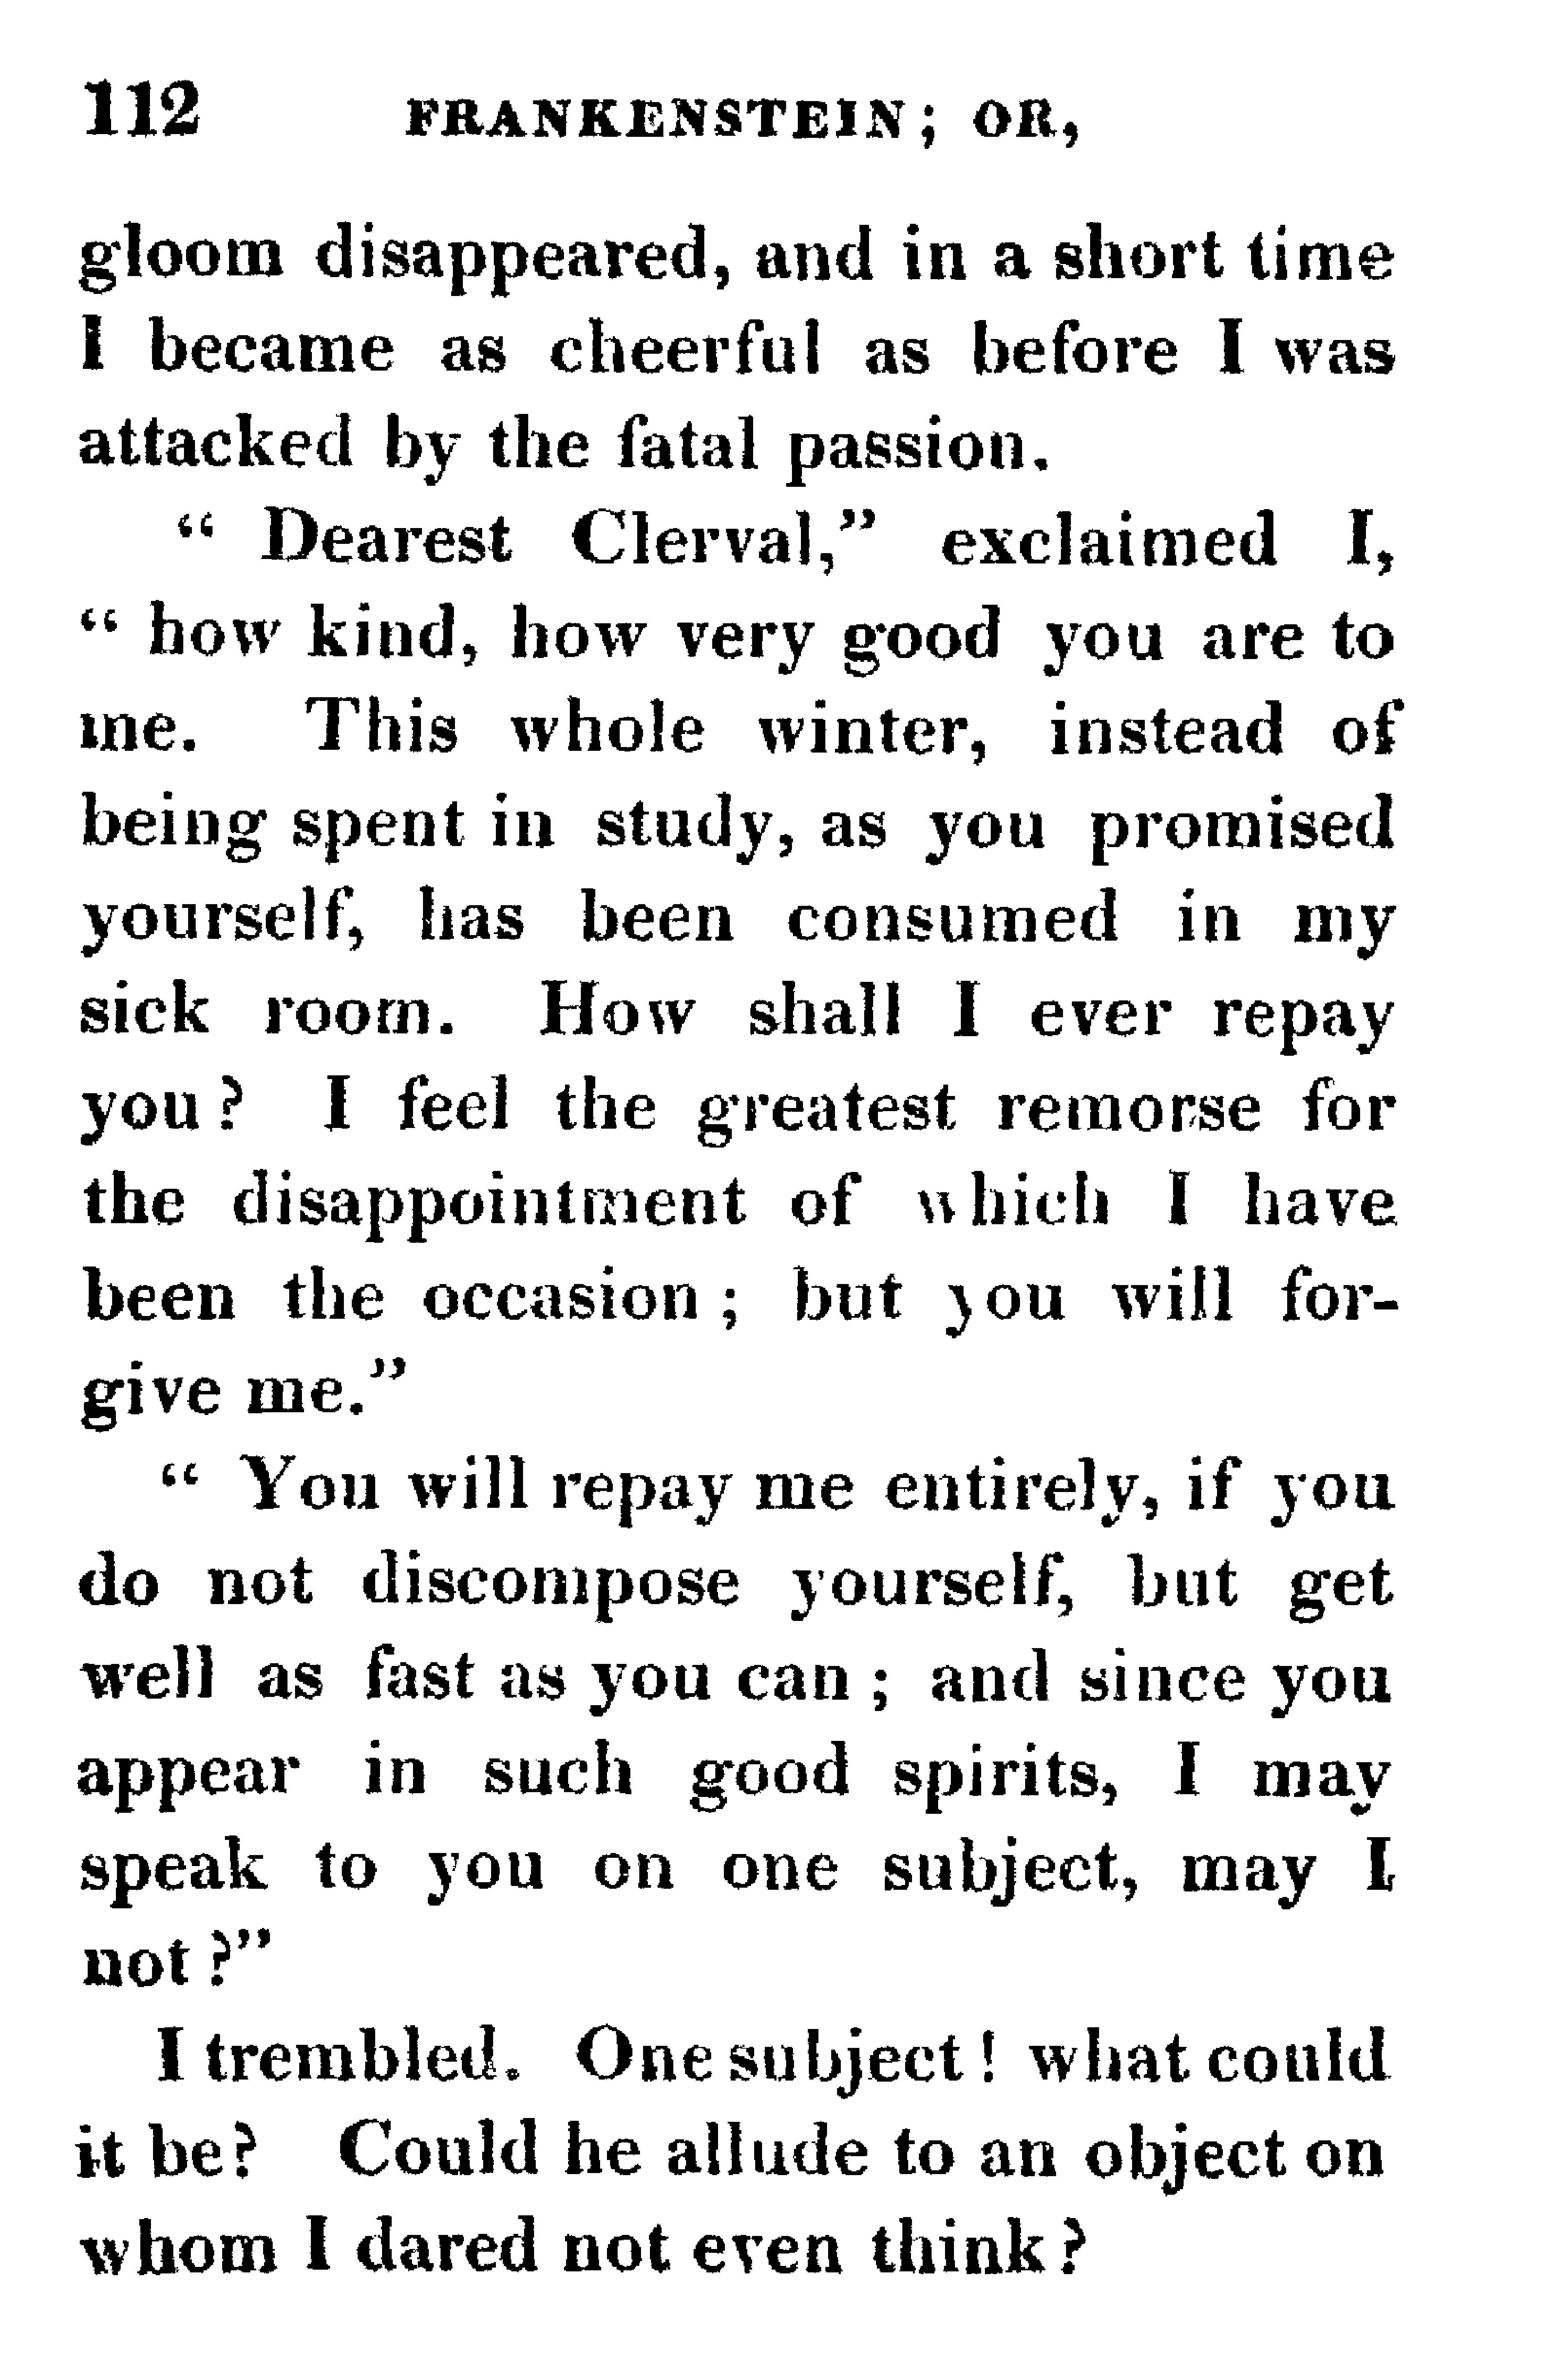 112 FRANKENSTEIN; OR,
gloom disappeared, and in a short time
I became as cheerful as before I was
attacked by the fatal passion.
“ Dearest Clerval,” exclaimed I,
“ how kind, how very good you are to
me. This whole winter, instead of
being spent in study, as you promised
yourself, has been consumed in my
sick room. How shall I ever repay
you? I feel the greatest remorse for
the disappointment of which I have
been the occasion; but you will for-
give me.”
“ You will repay me entirely, if you
do not discompose yourself, but get
well as fast as you can; and since you
appear in such good spirits, I may
speak to you on one subject, may I
not?”
I trembled. One subject! what could
it be? Could he allude to an object on
whom I dared not even think?